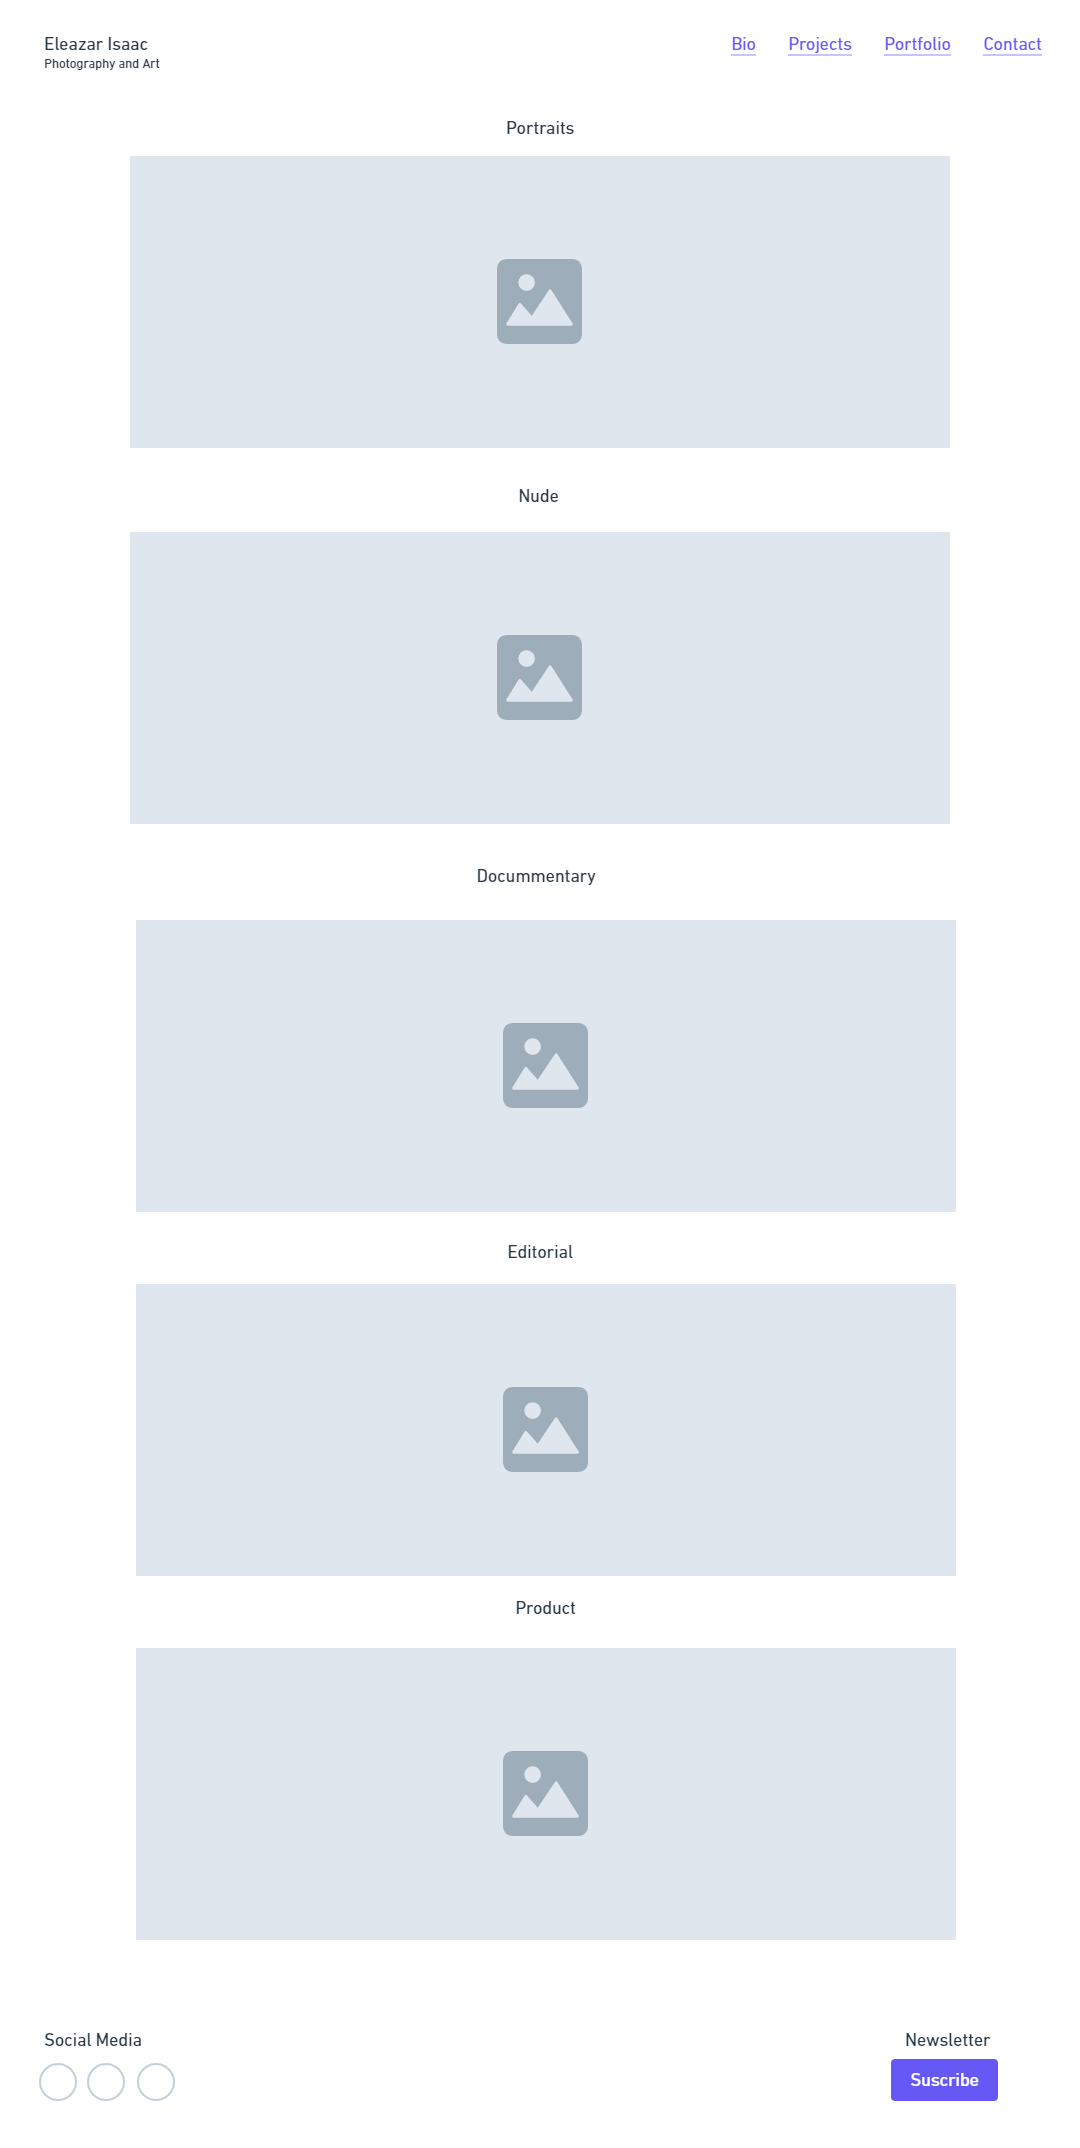 Eleazar Isaac
Photography and Art
Bio Projects Portfolio Contact
Portraits
Nude
Docummentary
Editorial
Product
Social Media
Newsletter
Suscribe